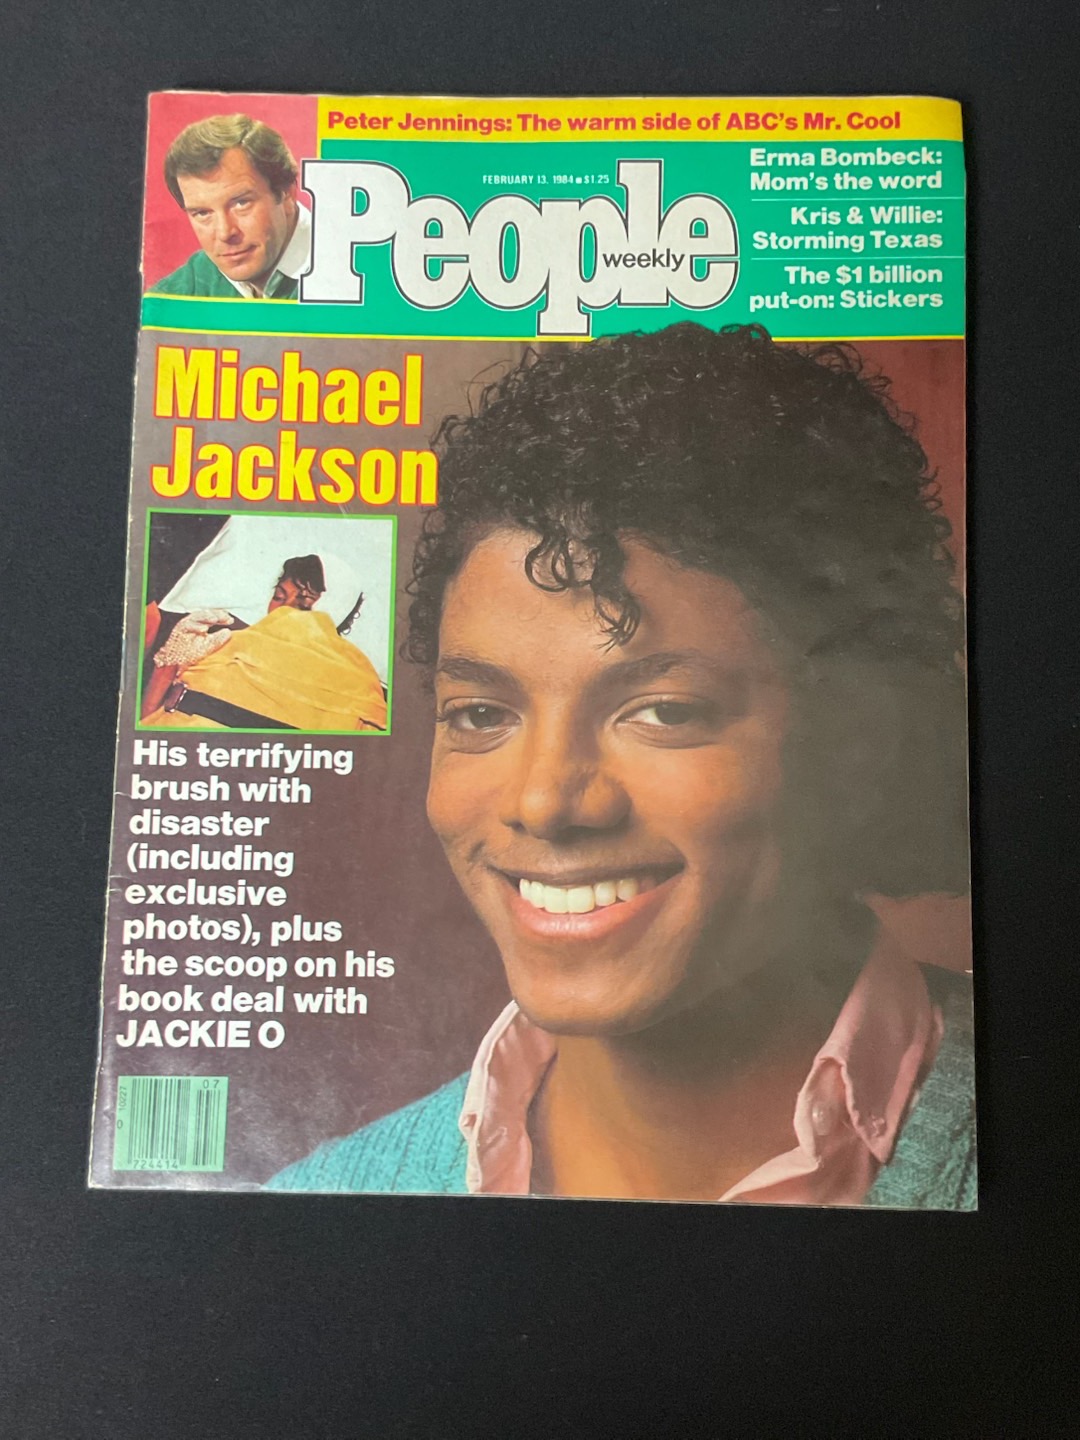 Peter Jennings: The warm side of ABC's Mr. Cool
FEBRUARY 13, 1984 ■ $1.25
People
weekly
Erma Bombeck:
Mom's the word
Kris & Willie:
Storming Texas
The $1 billion
put-on: Stickers
Michael
Jackson
His terrifying
brush with
disaster
(including
exclusive
photos), plus
the scoop on his
book deal with
JACKIE O
07
0
10227
724414